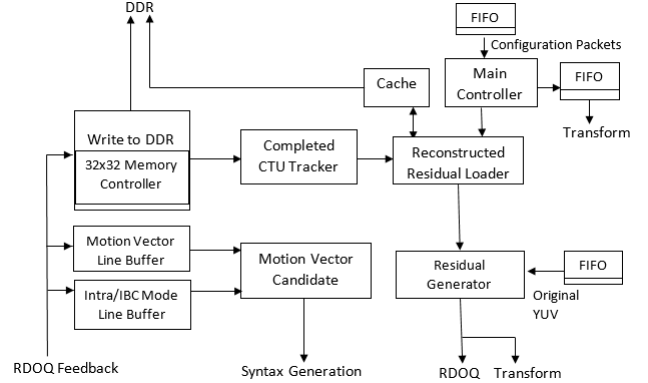 DDR
FIFO
Configuration Packets
Cache
Main
Controller
FIFO
Transform
Write to DDR
32x32 Memory
Controller
Completed
CTU Tracker
Reconstructed
Residual Loader
Motion Vector
Line Buffer
Motion Vector
Candidate
Residual
Generator
FIFO
Original
YUV
Intra/IBC Mode
Line Buffer
RDOQ Feedback
Syntax Generation
RDOQ
Transform